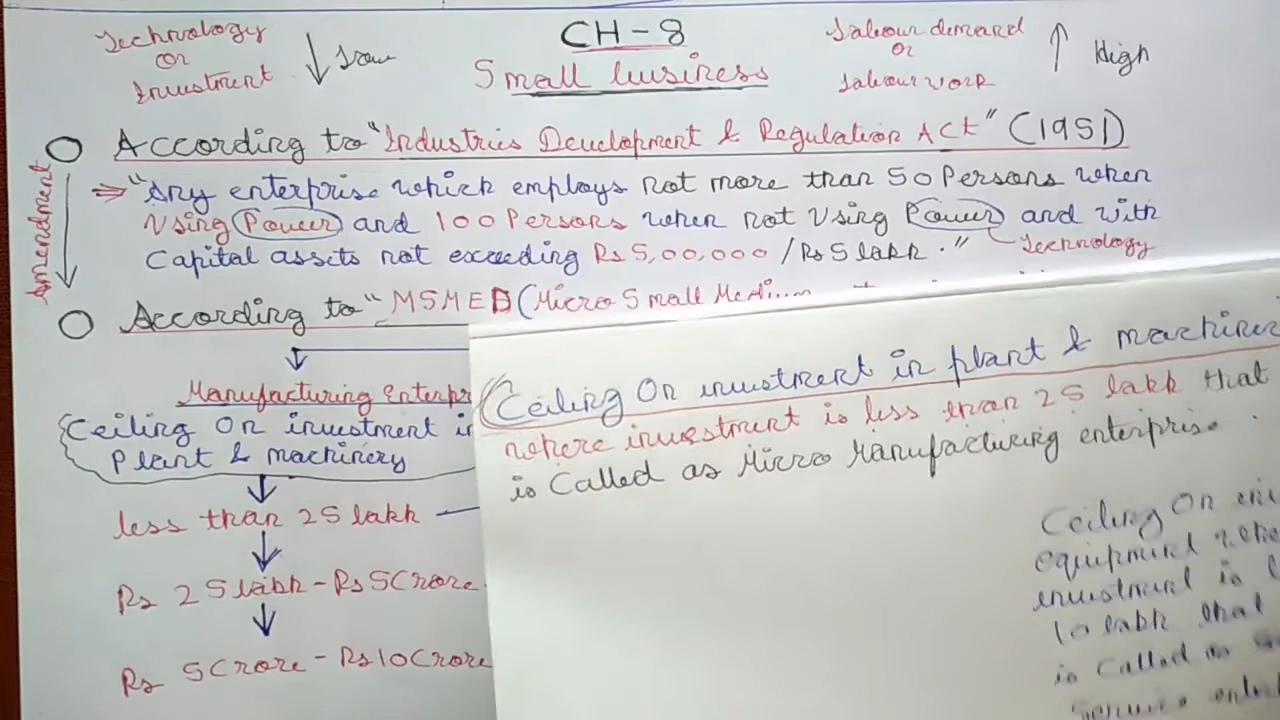 CH-8
Small business
Technology
or
Investment
Low
Labour demand
or
Labour work
High
Amendment
According to "Industries Development & Regulation Act" (1951)
"Any enterprise which employs not more than 50 Persons when
Using Power and 100 Persons when not Using Power and with
Capital assets not exceeding Rs 5,00,000 / Rs 5 lakh."
Technology
According to "MSMED (Micro Small Medium
Manufacturing Enterpr
Ceiling On investment in
Plant & machinery
less than 25 lakh
Rs 25 lakh - Rs 5 Crore
Rs 5 Crore - Rs 10 Crore
Ceiling On investment in plant & machiner
where investment is less than 25 lakh that
is Called as Micro Manufacturing enterprise.
Ceiling On in
equipment
investment is
10 lakh that
is Called as